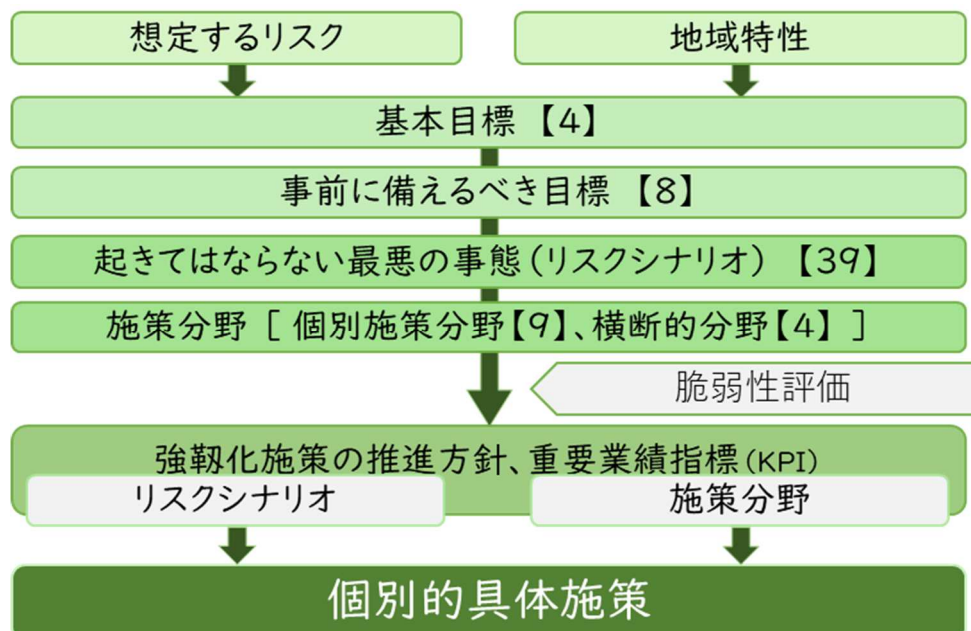 想定するリスク
地域特性
基本目標【4】
事前に備えるべき目標【8】
起きてはならない最悪の事態（リスクシナリオ）【39】
施策分野［個別施策分野【9】、横断的分野【4】］
脆弱性評価
強靱化施策の推進方針、重要業績指標(KPI)
リスクシナリオ
施策分野
個別的具体施策